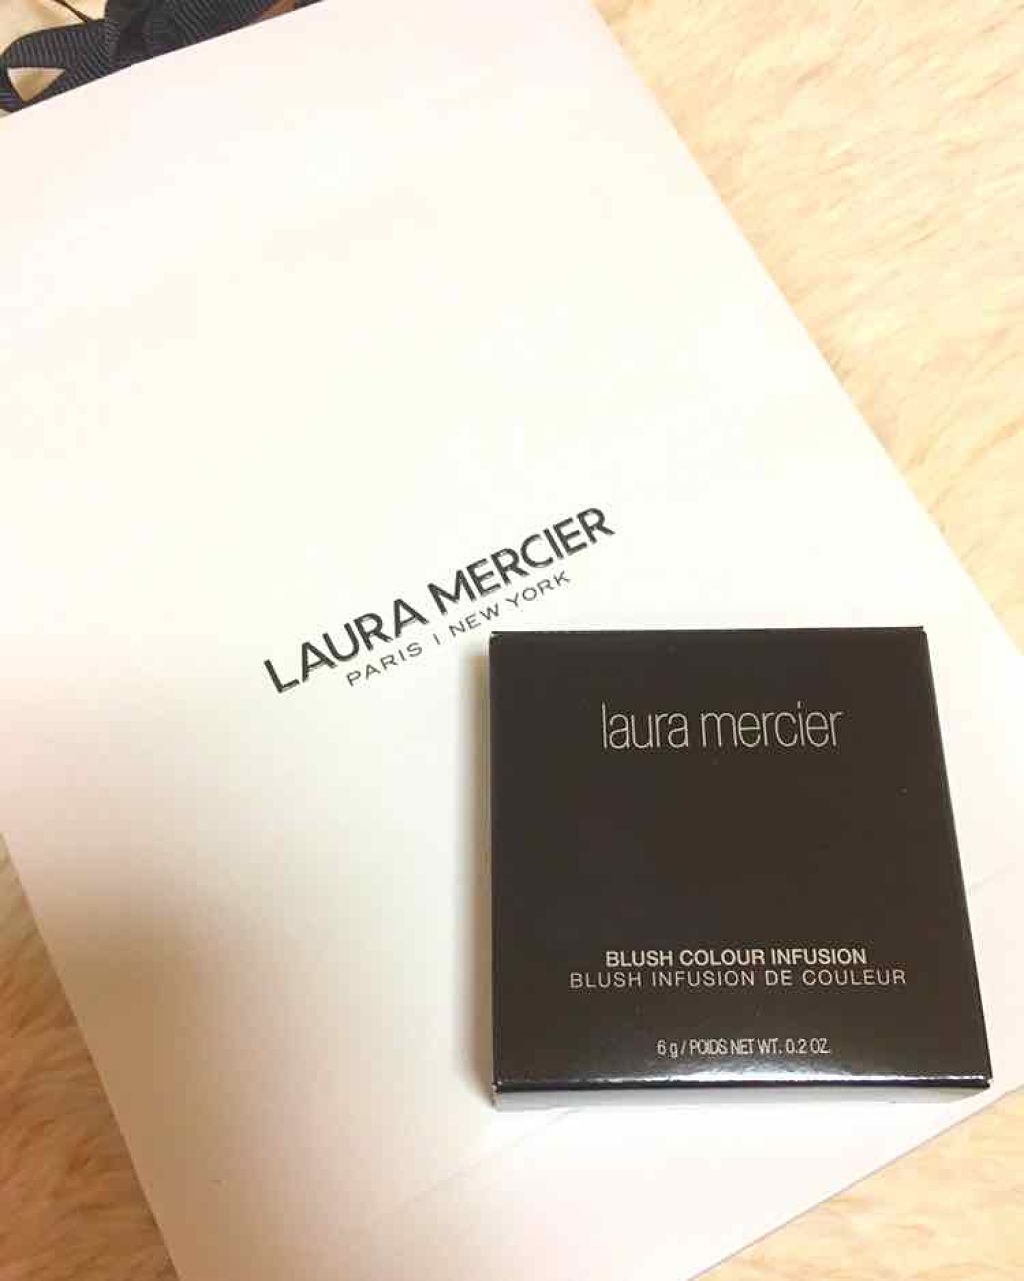 LAURA MERCIER
PARIS | NEW YORK
laura mercier
BLUSH COLOUR INFUSION
BLUSH INFUSION DE COULEUR
6 g / POIDS NET WT. 0.2 OZ.